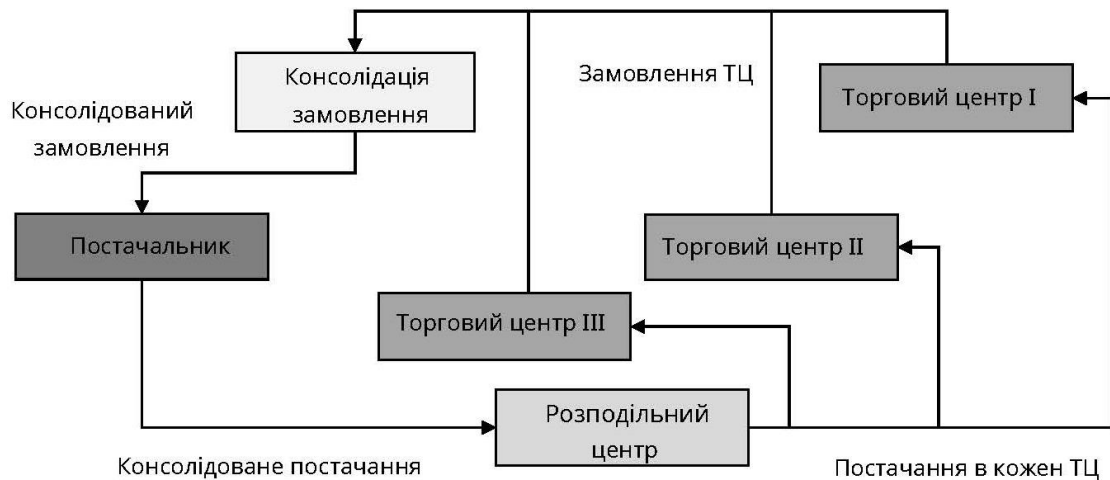 Консолідація
замовлення
Замовлення ТЦ
Торговий центр I
Консолідований
замовлення
Постачальник
Торговий центр II
Торговий центр III
Розподільний
центр
Консолідоване постачання
Постачання в кожен ТЦ